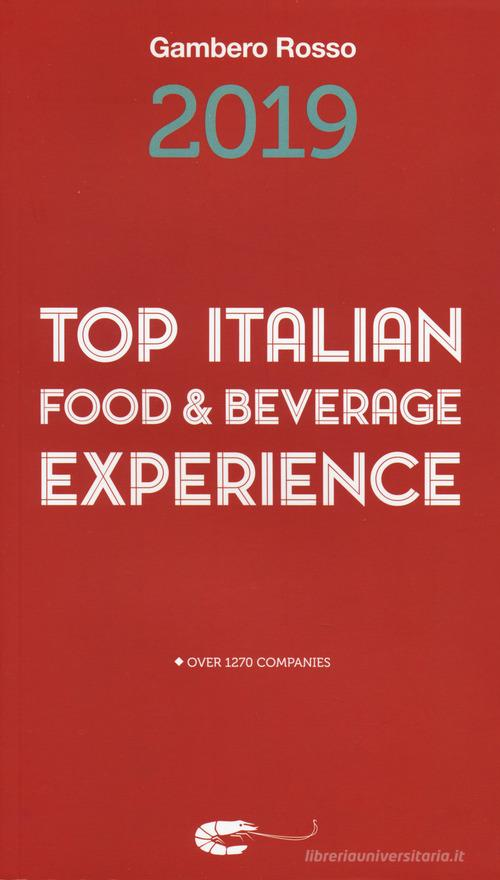 Gambero Rosso
2019
TOP ITALIAN
FOOD & BEVERAGE
EXPERIENCE
◆ OVER 1270 COMPANIES
libreriauniversitaria.it